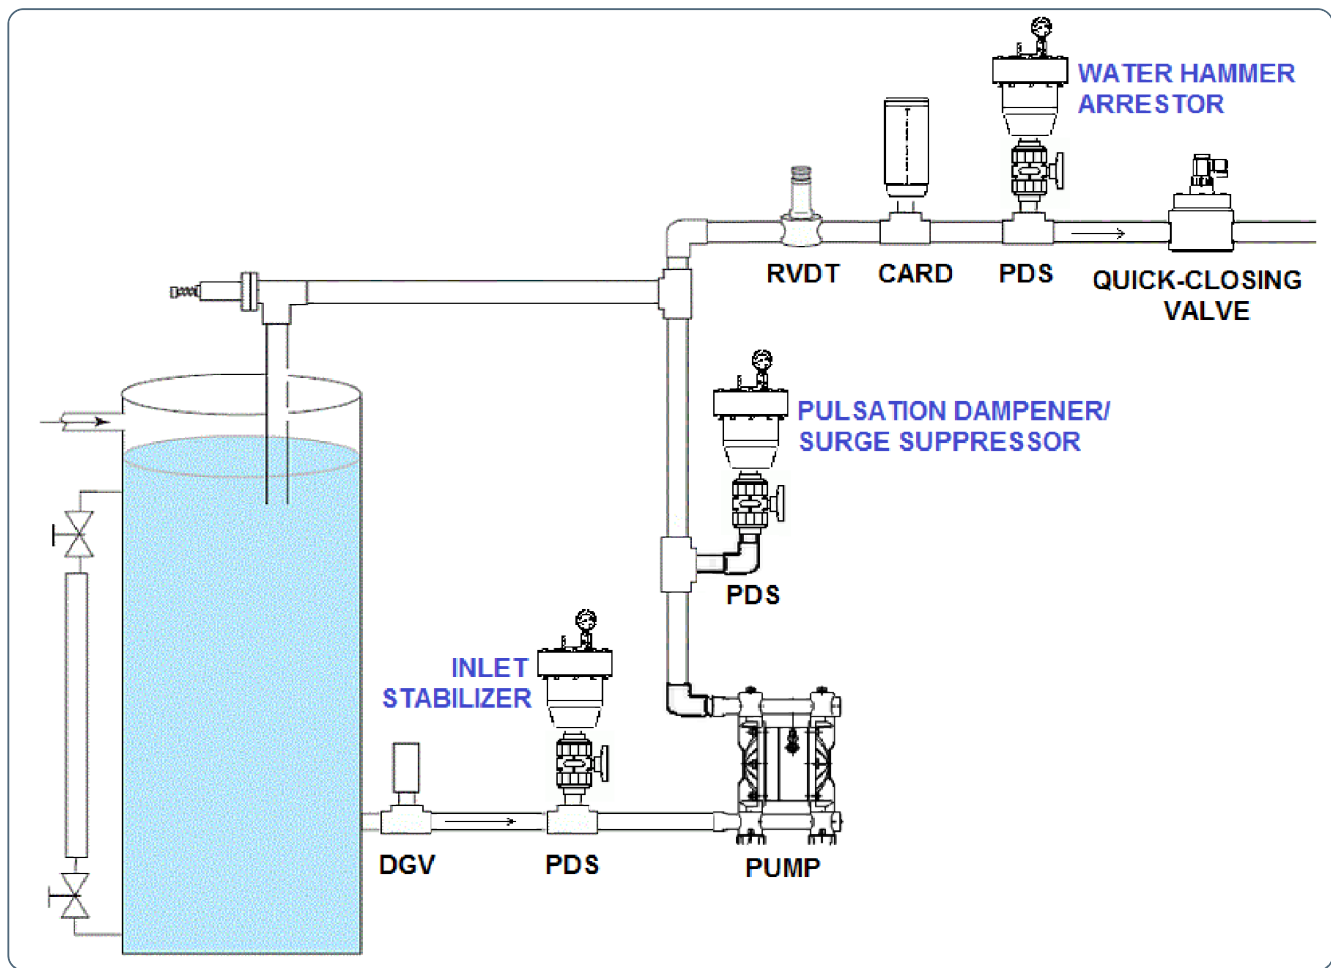 WATER HAMMER
ARRESTOR
RVDT
CARD
PDS
QUICK-CLOSING
VALVE
PULSATION DAMPENER/
SURGE SUPPRESSOR
PDS
INLET
STABILIZER
DGV
PDS
PUMP